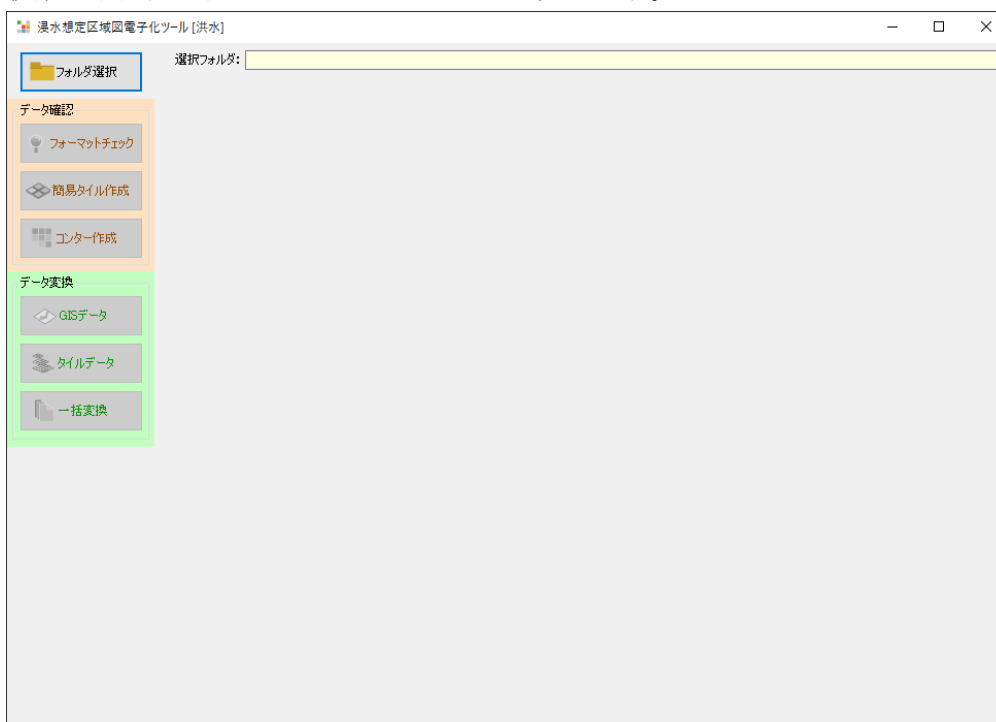 浸水想定区域図電子化ツール [洪水]
フォルダ選択
選択フォルダ:
データ確認
フォーマットチェック
簡易タイル作成
コンター作成
データ変換
GISデータ
タイルデータ
一括変換